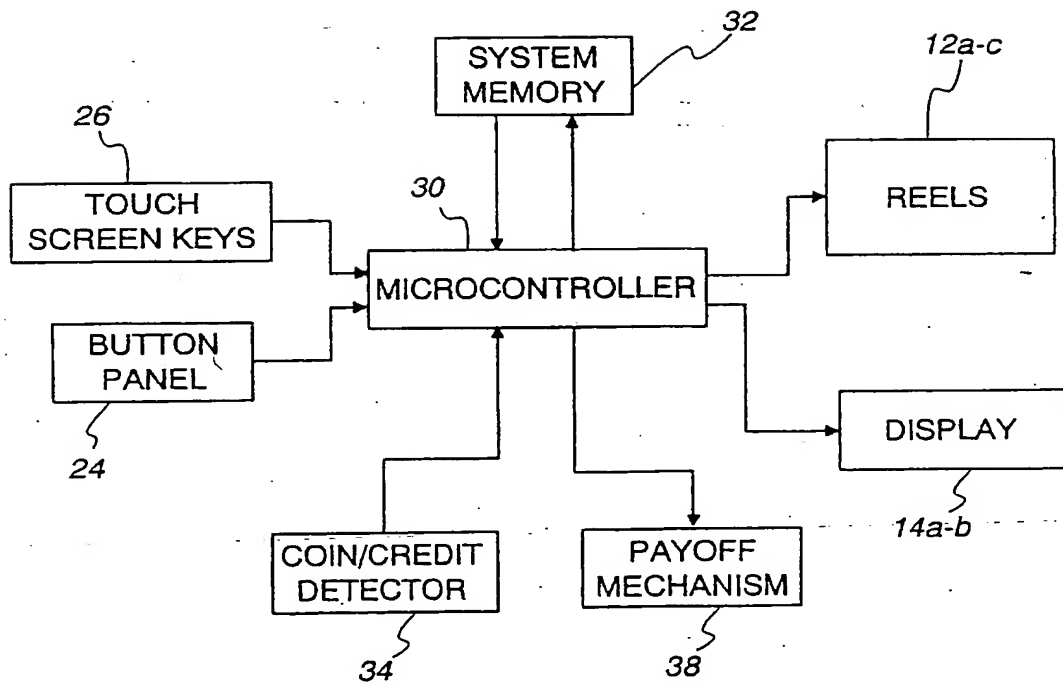 32
SYSTEM
MEMORY
12a-c
26
TOUCH
SCREEN KEYS
30
REELS
MICROCONTROLLER
BUTTON
PANEL
24
DISPLAY
14a-b
COIN/CREDIT
DETECTOR
34
PAYOFF
MECHANISM
38